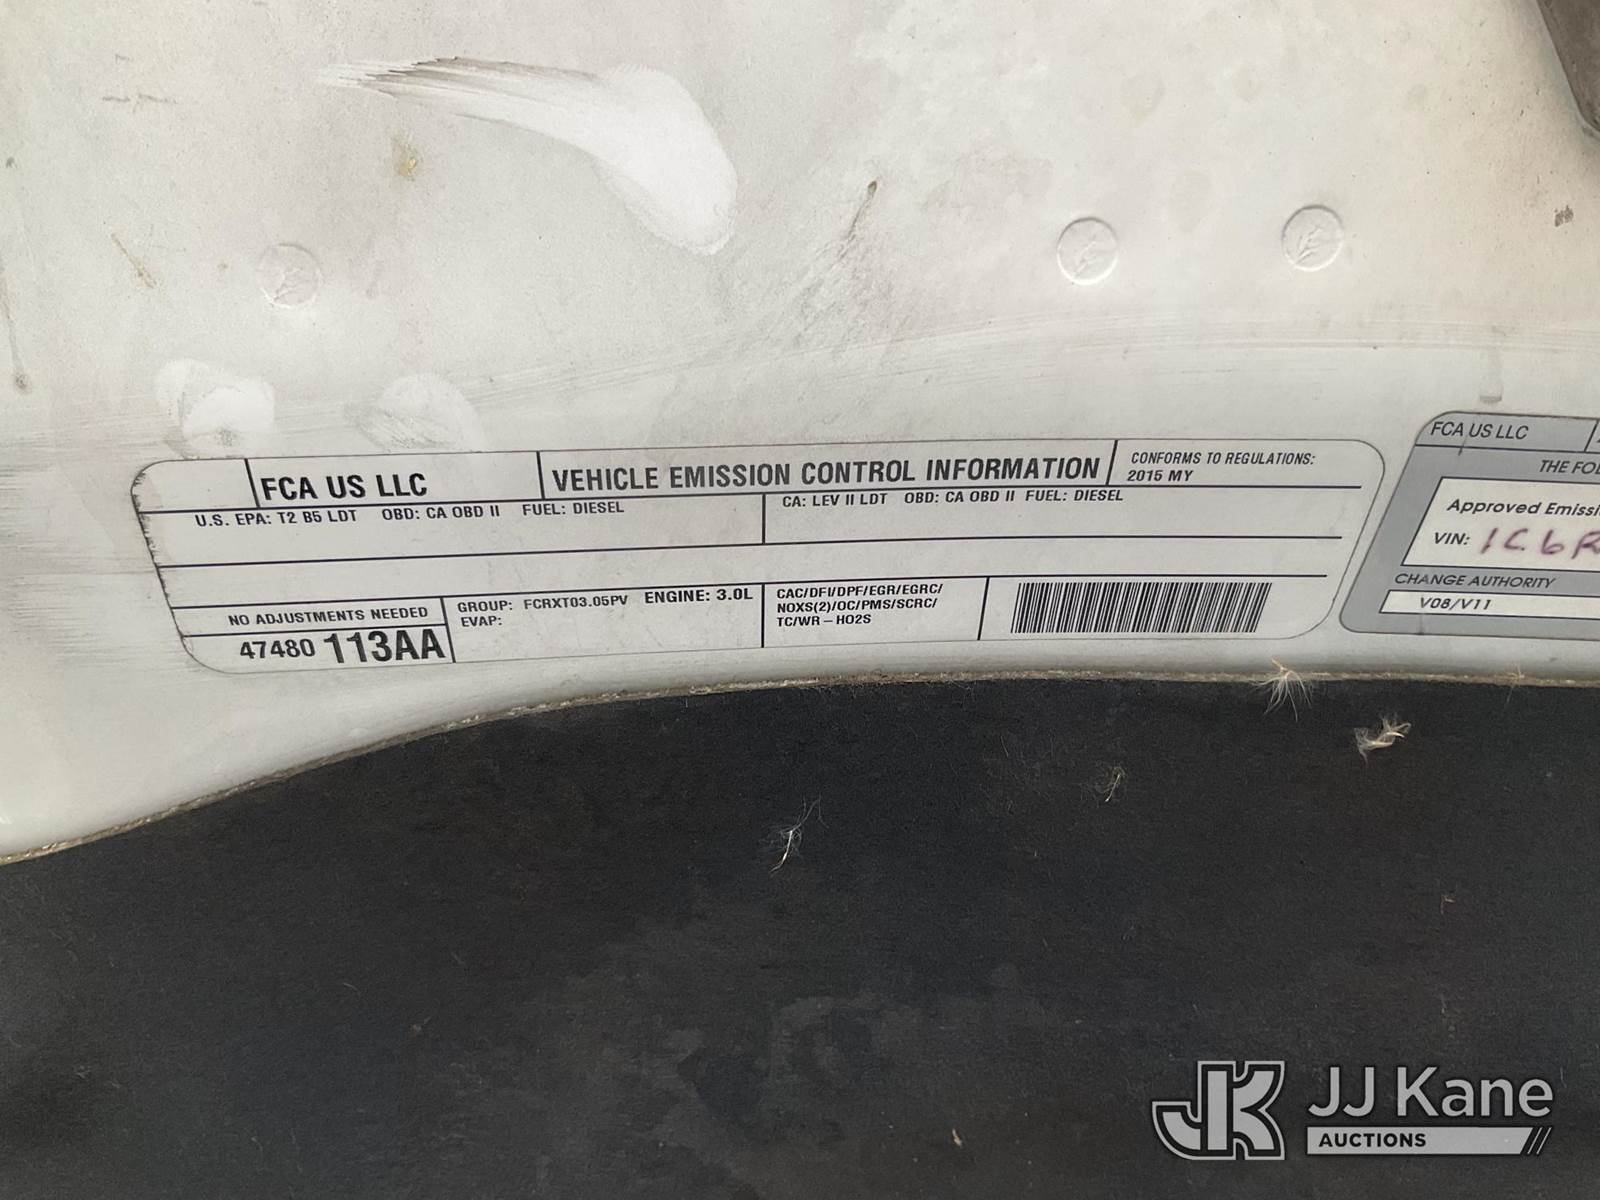 FCA US LLC
VEHICLE EMISSION CONTROL INFORMATION
CONFORMS TO REGULATIONS:
2015 MY
U.S. EPA: T2 B5 LDT OBD: CA OBD II FUEL: DIESEL
CA: LEV II LDT OBD: CA OBD II FUEL: DIESEL
NO ADJUSTMENTS NEEDED
47480 113AA
GROUP: FCRXT03.05PV ENGINE: 3.0L
EVAP:
CAC/DFI/DPF/EGR/EGRC/
NOXS(2)/OC/PMS/SCRC/
TC/WR – HO2S
FCA US LLC
THE FOL
Approved Emissi
VIN: 1C6R
CHANGE AUTHORITY
V08/V11
JK JJ Kane
AUCTIONS